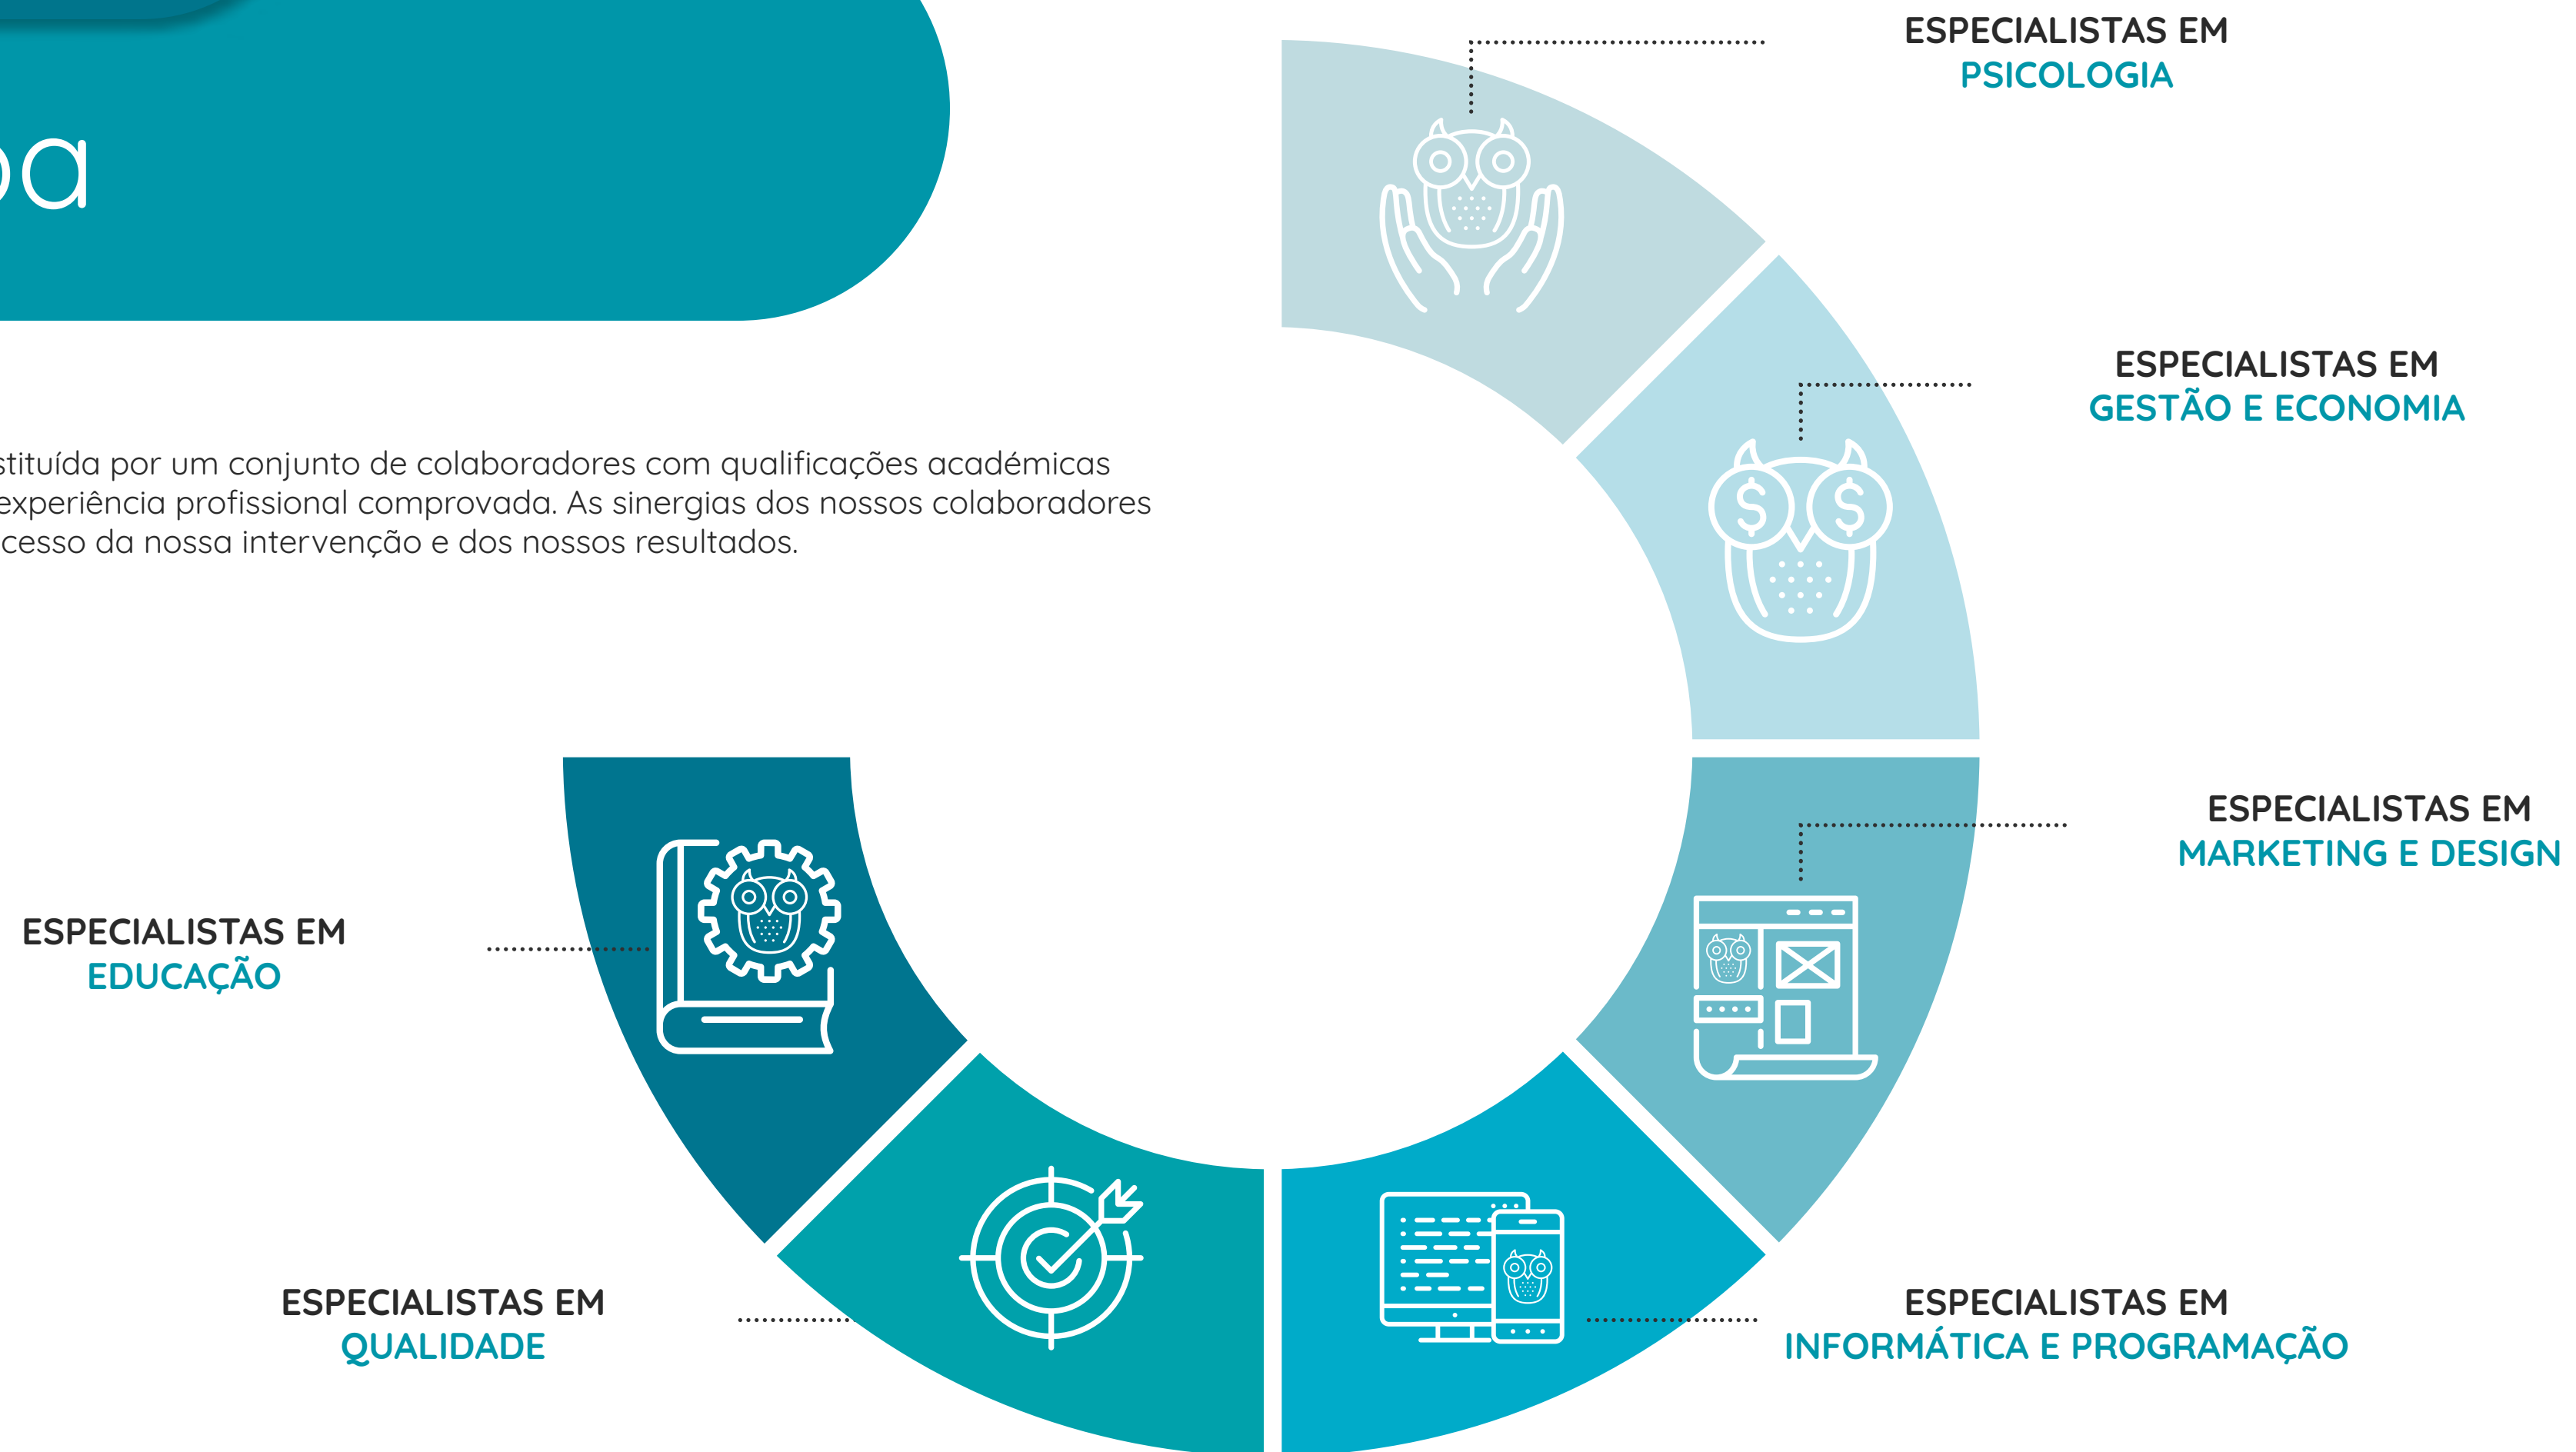 stituída por um conjunto de colaboradores com qualificações académicas
experiência profissional comprovada. As sinergias dos nossos colaboradores
cesso da nossa intervenção e dos nossos resultados.
ESPECIALISTAS EM
PSICOLOGIA
ESPECIALISTAS EM
GESTÃO E ECONOMIA
ESPECIALISTAS EM
MARKETING E DESIGN
ESPECIALISTAS EM
INFORMÁTICA E PROGRAMAÇÃO
ESPECIALISTAS EM
QUALIDADE
ESPECIALISTAS EM
EDUCAÇÃO